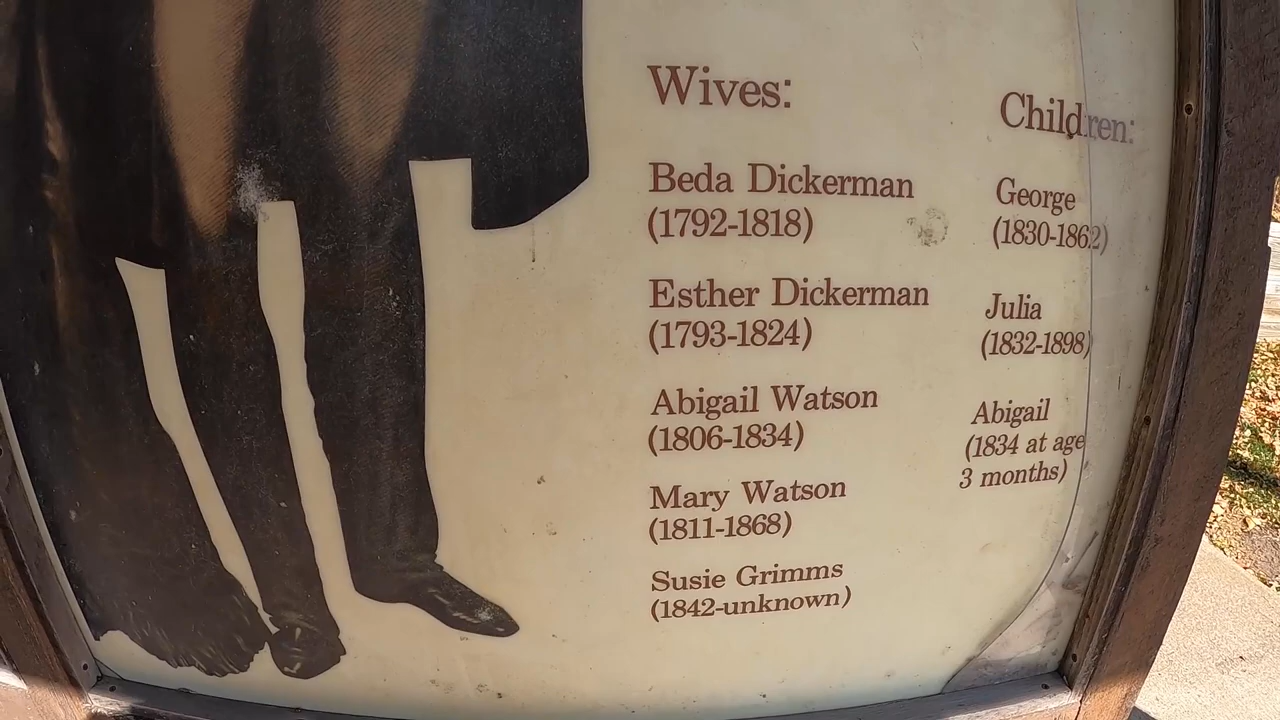 Wives:
Beda Dickerman
(1792-1818)
Esther Dickerman
(1793-1824)
Abigail Watson
(1806-1834)
Mary Watson
(1811-1868)
Susie Grimms
(1842-unknown)
Children:
George
(1830-1862)
Julia
(1832-1898)
Abigail
(1834 at age
3 months)